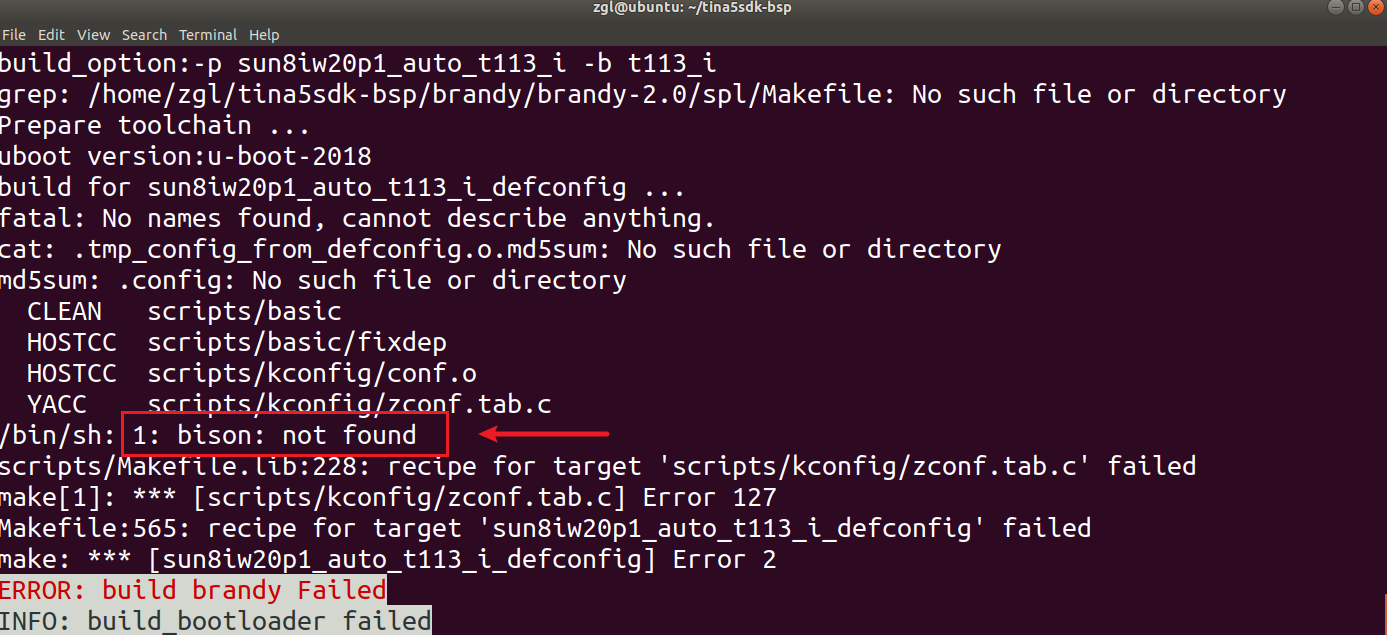 zgl@ubuntu: ~/tina5sdk-bsp
File Edit View Search Terminal Help
build_option:-p sun8iw20p1_auto_t113_i -b t113_i
grep: /home/zgl/tina5sdk-bsp/brandy/brandy-2.0/spl/Makefile: No such file or directory
Prepare toolchain ...
uboot version:u-boot-2018
build for sun8iw20p1_auto_t113_i_defconfig ...
fatal: No names found, cannot describe anything.
cat: .tmp_config_from_defconfig.o.md5sum: No such file or directory
md5sum: .config: No such file or directory
  CLEAN   scripts/basic
  HOSTCC  scripts/basic/fixdep
  HOSTCC  scripts/kconfig/conf.o
  YACC    scripts/kconfig/zconf.tab.c
/bin/sh: 1: bison: not found
scripts/Makefile.lib:228: recipe for target 'scripts/kconfig/zconf.tab.c' failed
make[1]: *** [scripts/kconfig/zconf.tab.c] Error 127
Makefile:565: recipe for target 'sun8iw20p1_auto_t113_i_defconfig' failed
make: *** [sun8iw20p1_auto_t113_i_defconfig] Error 2
ERROR: build brandy Failed
INFO: build_bootloader failed